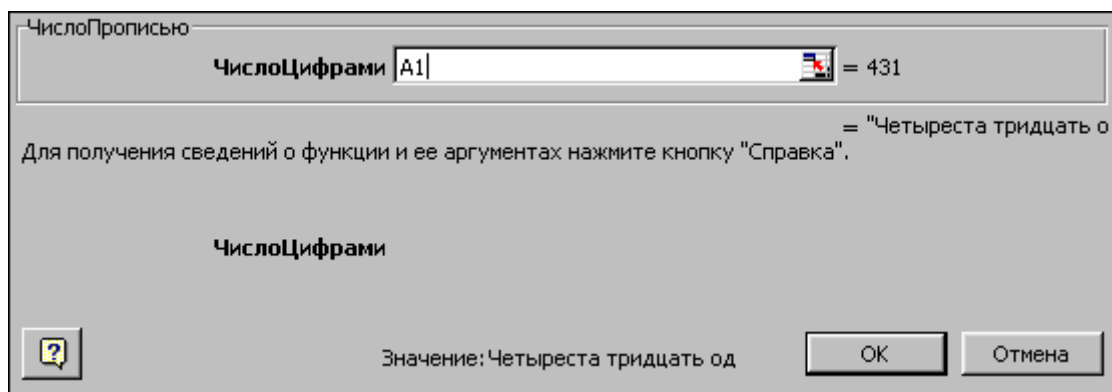 ЧислоПрописью
ЧислоЦифрами A1 = 431
= "Четыреста тридцать о
Для получения сведений о функции и ее аргументах нажмите кнопку "Справка".
ЧислоЦифрами
? Значение: Четыреста тридцать од OK Отмена